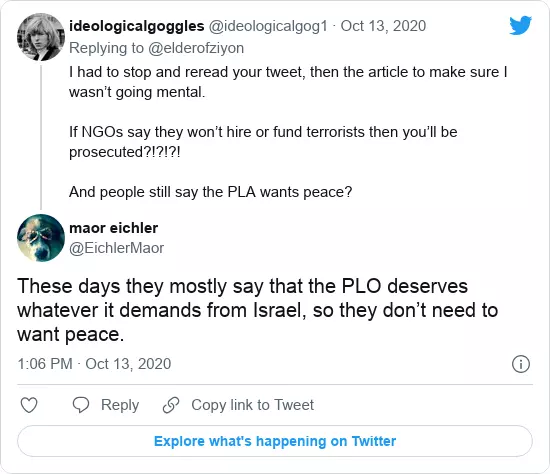 ideologicalgoggles @ideologicalgog1 · Oct 13, 2020
Replying to @elderofziyon
I had to stop and reread your tweet, then the article to make sure I
wasn’t going mental.
If NGOs say they won’t hire or fund terrorists then you’ll be
prosecuted?!?!?!
And people still say the PLA wants peace?
maor eichler
@EichlerMaor
These days they mostly say that the PLO deserves
whatever it demands from Israel, so they don’t need to
want peace.
1:06 PM · Oct 13, 2020
Reply Copy link to Tweet
Explore what's happening on Twitter